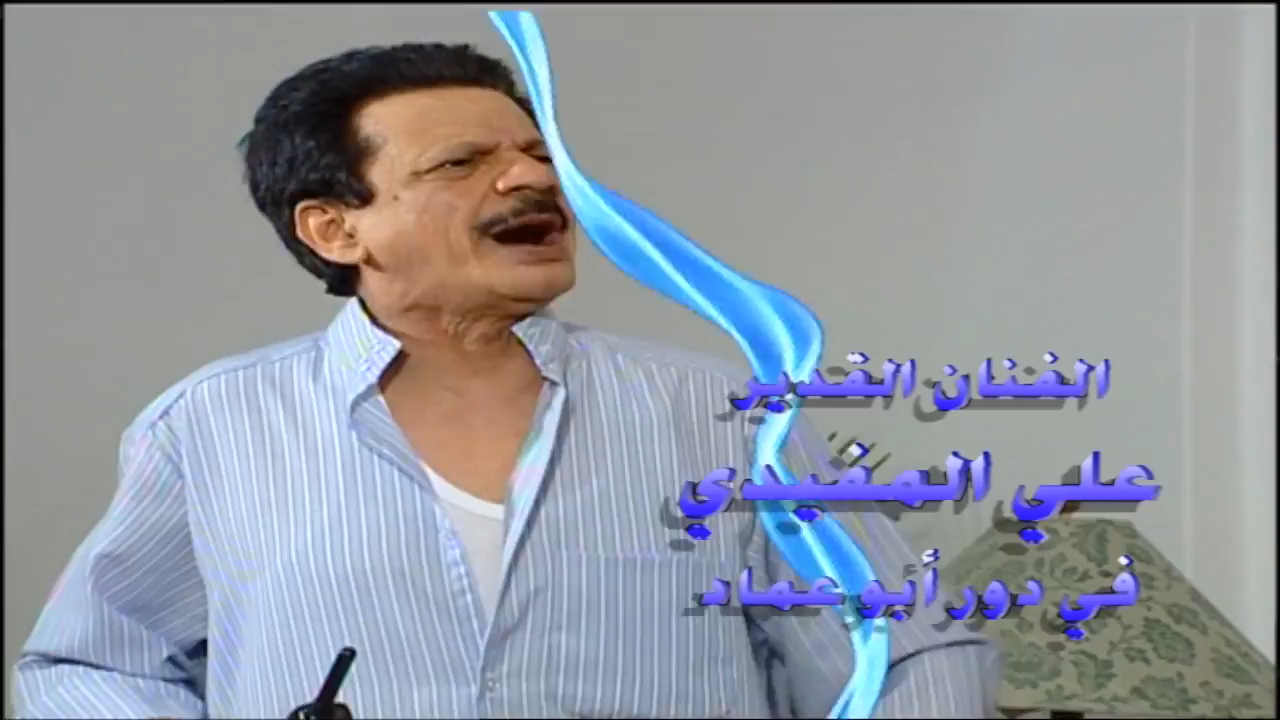 الفنان القدير
علي المفيدي
في دور أبو عماد